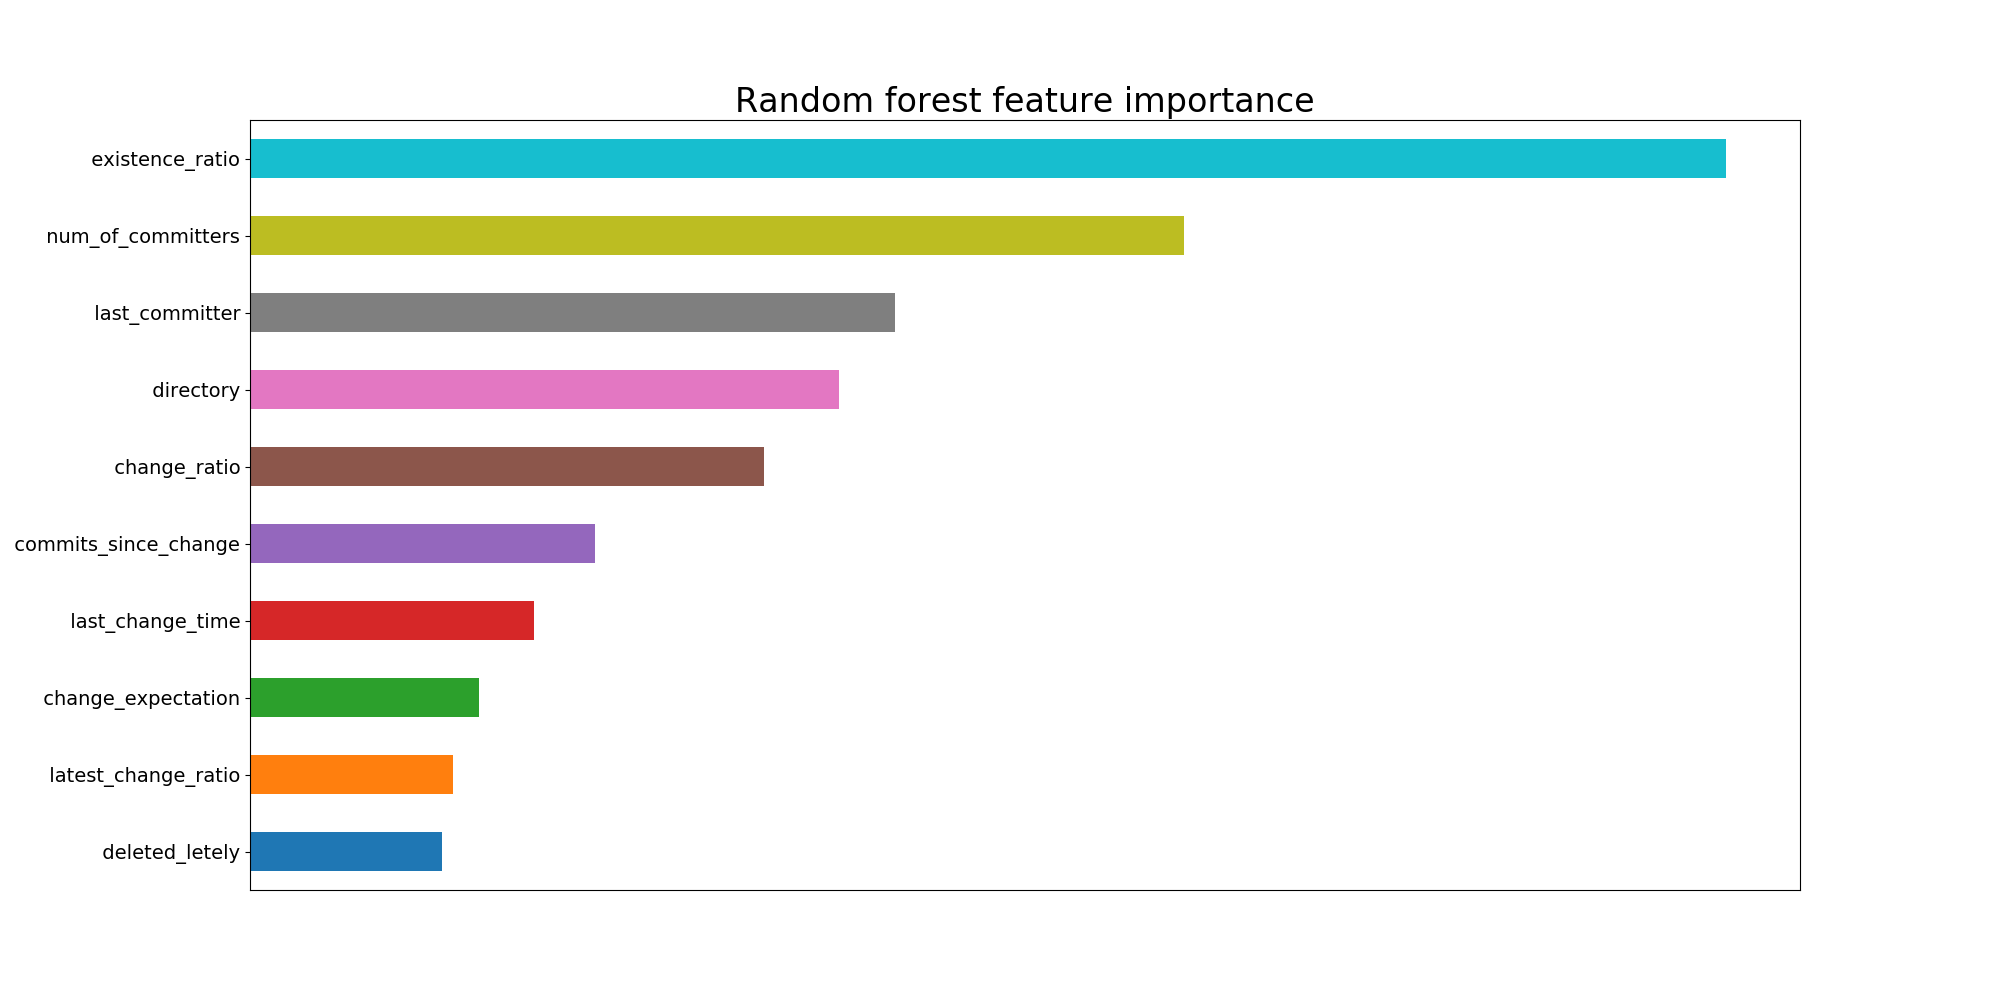 Random forest feature importance
existence_ratio
num_of_committers
last_committer
directory
change_ratio
commits_since_change
last_change_time
change_expectation
latest_change_ratio
deleted_letely